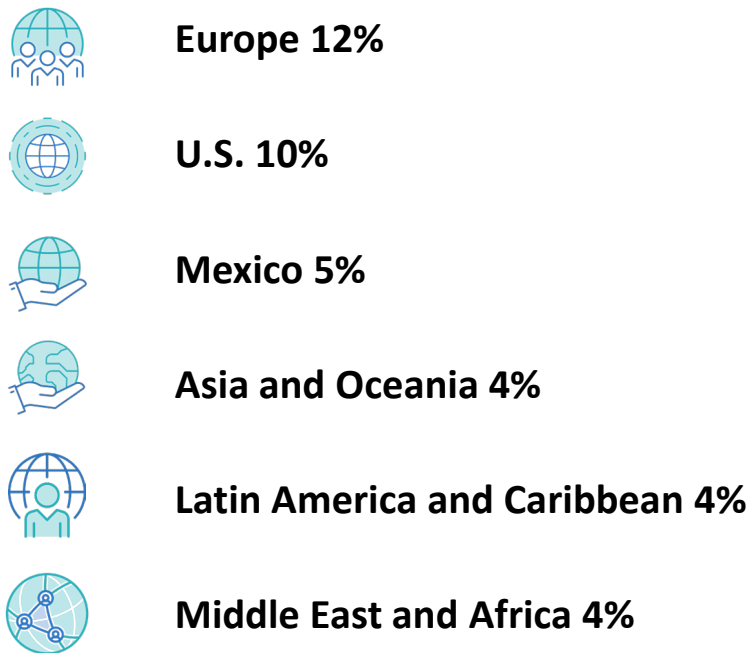 Europe 12%
U.S. 10%
Mexico 5%
Asia and Oceania 4%
Latin America and Caribbean 4%
Middle East and Africa 4%